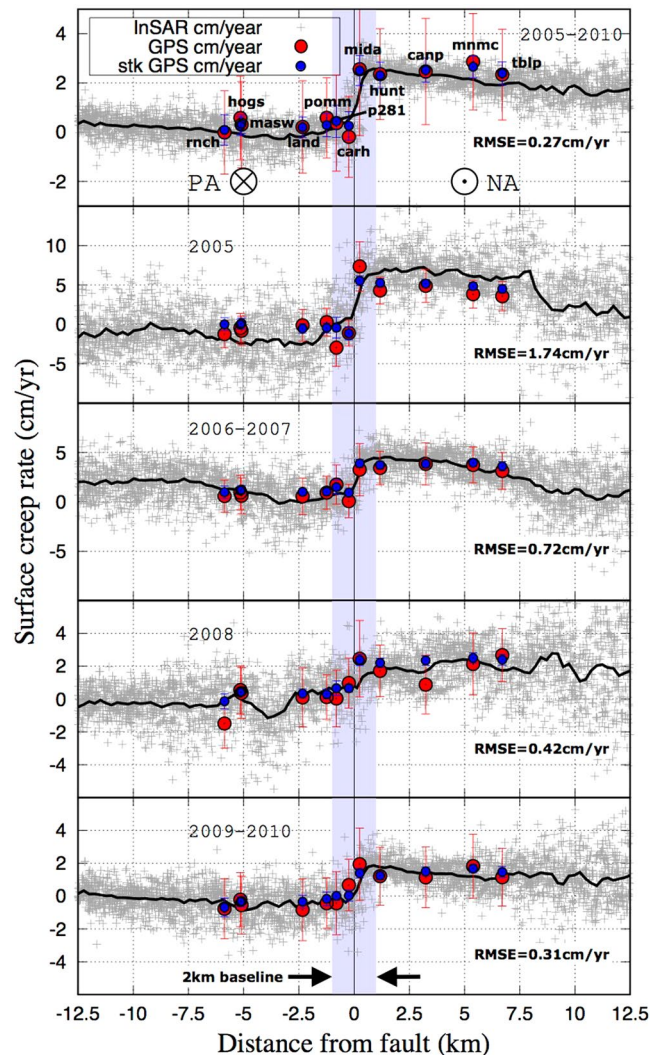 InSAR cm/year
GPS cm/year
stk GPS cm/year
2005-2010
mida
canp
mnmc
tblp
hogs
pomm
hunt
p281
masw
rnch
land
carh
RMSE=0.27cm/yr
PA
NA
4
2
0
-2
2005
10
5
0
-5
RMSE=1.74cm/yr
2006-2007
5
0
-5
RMSE=0.72cm/yr
2008
4
2
0
-2
-4
RMSE=0.42cm/yr
2009-2010
4
2
0
-2
-4
RMSE=0.31cm/yr
2km baseline
-12.5
-10
-7.5
-5
-2.5
0
2.5
5
7.5
10
12.5
Distance from fault (km)
Surface creep rate (cm/yr)